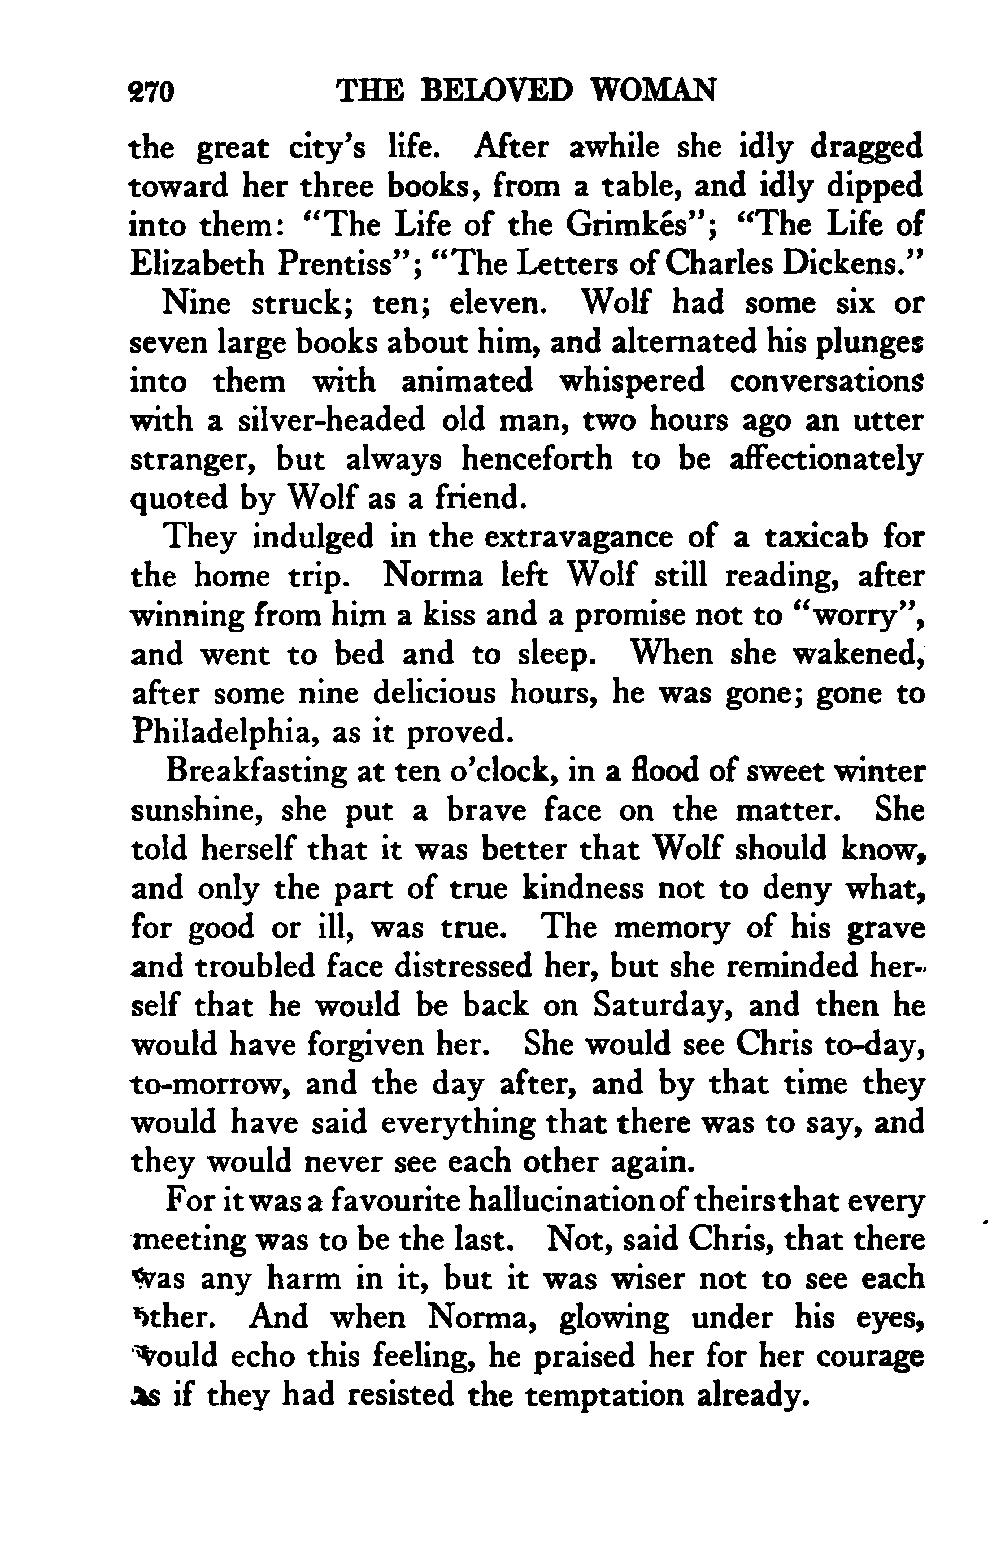 270 THE BELOVED WOMAN
the great city's life. After awhile she idly dragged
toward her three books, from a table, and idly dipped
into them: "The Life of the Grimkés"; "The Life of
Elizabeth Prentiss"; "The Letters of Charles Dickens."
Nine struck; ten; eleven. Wolf had some six or
seven large books about him, and alternated his plunges
into them with animated whispered conversations
with a silver-headed old man, two hours ago an utter
stranger, but always henceforth to be affectionately
quoted by Wolf as a friend.
They indulged in the extravagance of a taxicab for
the home trip. Norma left Wolf still reading, after
winning from him a kiss and a promise not to "worry",
and went to bed and to sleep. When she wakened,
after some nine delicious hours, he was gone; gone to
Philadelphia, as it proved.
Breakfasting at ten o'clock, in a flood of sweet winter
sunshine, she put a brave face on the matter. She
told herself that it was better that Wolf should know,
and only the part of true kindness not to deny what,
for good or ill, was true. The memory of his grave
and troubled face distressed her, but she reminded her-
self that he would be back on Saturday, and then he
would have forgiven her. She would see Chris to-day,
to-morrow, and the day after, and by that time they
would have said everything that there was to say, and
they would never see each other again.
For it was a favourite hallucination of theirs that every
meeting was to be the last. Not, said Chris, that there
was any harm in it, but it was wiser not to see each
other. And when Norma, glowing under his eyes,
would echo this feeling, he praised her for her courage
as if they had resisted the temptation already.